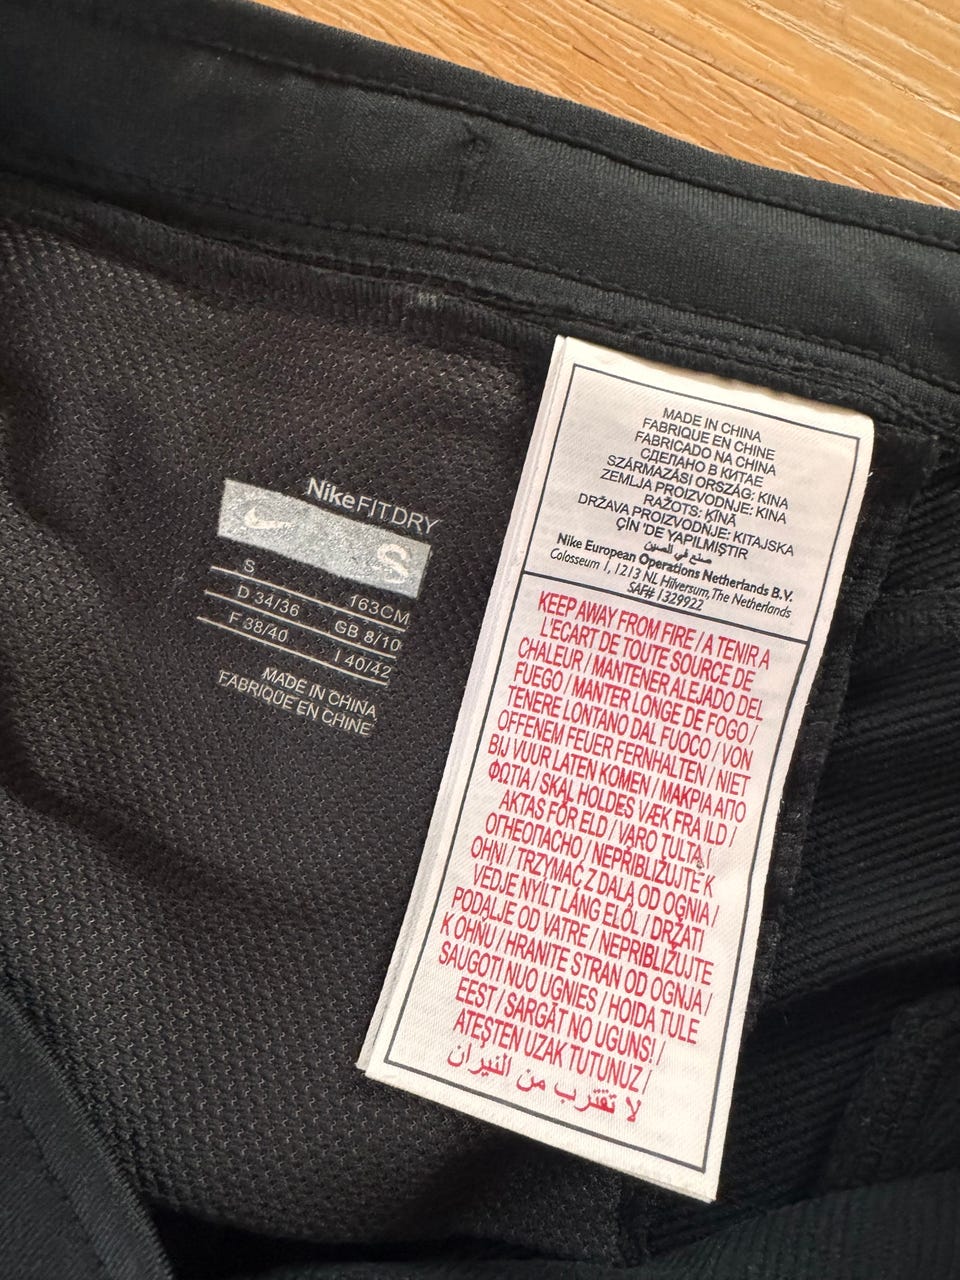 NikeFIT DRY
S
S 163CM
D 34/36 GB 8/10
F 38/40 I 40/42
MADE IN CHINA
FABRIQUE EN CHINE
MADE IN CHINA
FABRIQUE EN CHINE
FABRICADO NA CHINA
СДЕЛАНО В КИТАЕ
SZÁRMAZÁSI ORSZÁG: KINA
ZEMLJA PROIZVODNJE: KINA
RAŽOTS: ĶĪNĀ
DRŽAVA PROIZVODNJE: KITAJSKA
ÇİN 'DE YAPILMIŞTIR
صنع في الصين
Nike European Operations Netherlands B.V.
Colosseum 1, 1213 NL Hilversum, The Netherlands
SAF# 1329922
KEEP AWAY FROM FIRE / A TENIR A
L'ECART DE TOUTE SOURCE DE
CHALEUR / MANTENER ALEJADO DEL
FUEGO / MANTER LONGE DE FOGO /
TENERE LONTANO DAL FUOCO / VON
OFFENEM FEUER FERNHALTEN / NIET
BIJ VUUR LATEN KOMEN / ΜΑΚΡΙΑ ΑΠΟ
ΦΩΤΙΑ / SKAL HOLDES VÆK FRA ILD /
AKTAS FÖR ELD / VARO TULTA /
ОГНЕОПАСНО / NEPŘIBLIŽUJTE K
OHNI / TRZYMAĆ Z DALA OD OGNIA /
VÉDJE NYÍLT LÁNG ELŐL / DRŽATI
PODALJE OD VATRE / NEPRIBLIŽUJTE
K OHŇU / HRANITE STRAN OD OGNJA /
SAUGOTI NUO UGNIES / HOIDA TULE
EEST / SARGĀT NO UGUNS! /
ATEŞTEN UZAK TUTUNUZ /
لا تقترب من النيران